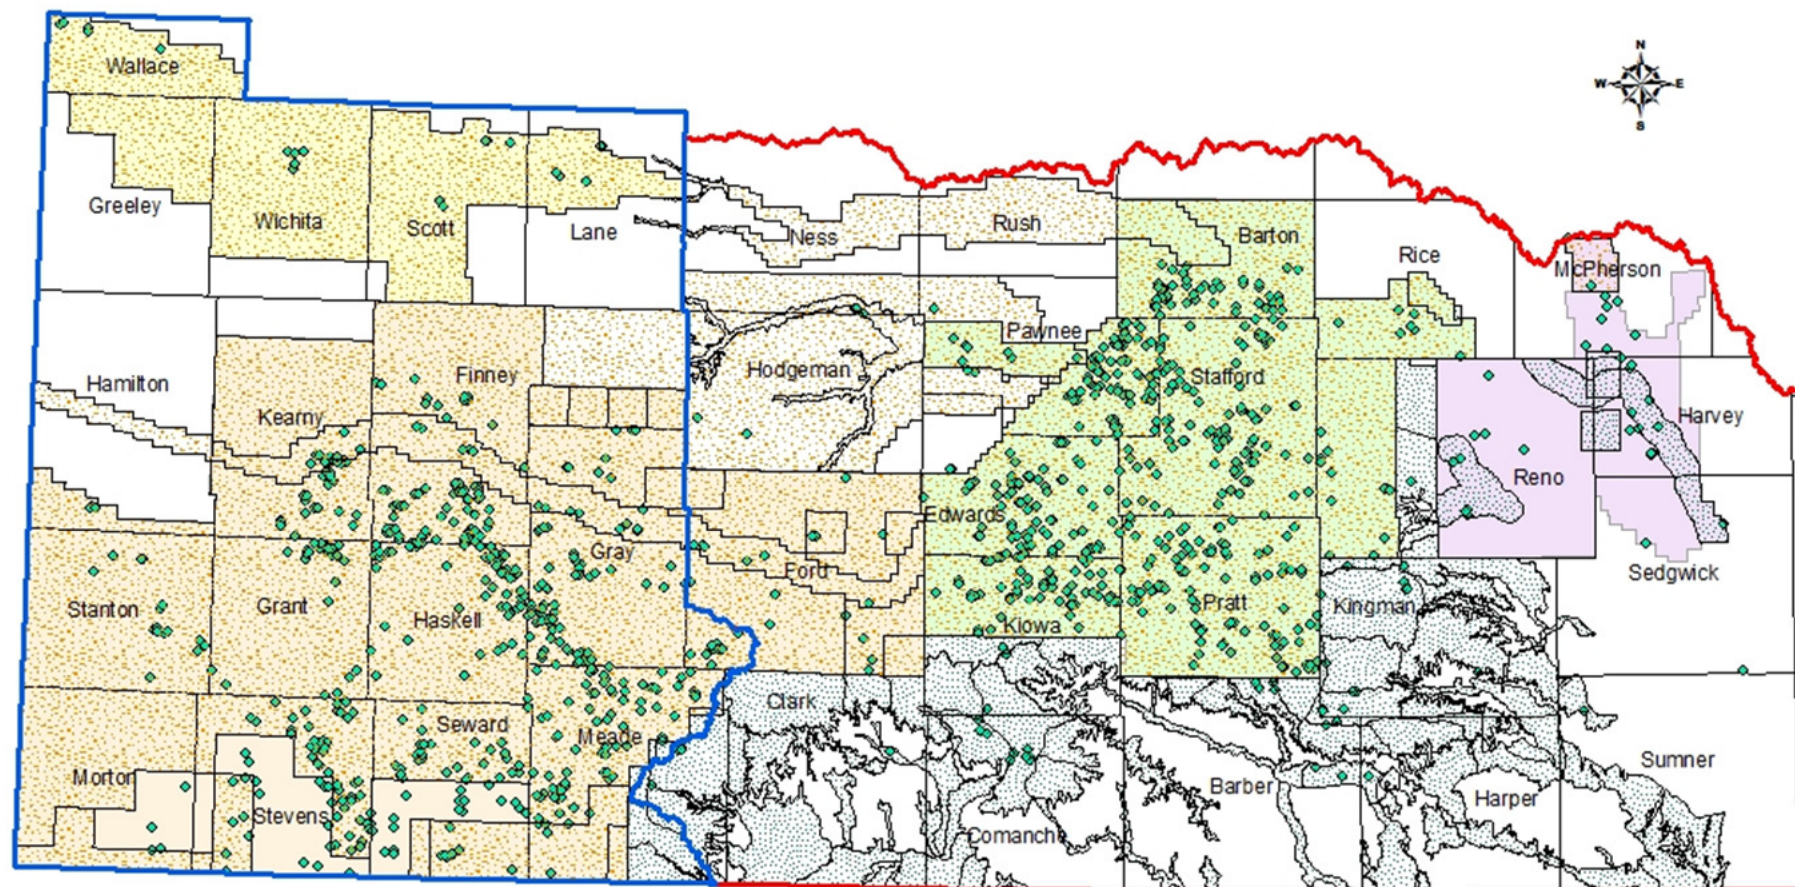 N
W E
S
Wallace
Greeley
Wichita
Scott
Lane
Ness
Rush
Barton
Rice
McPherson
Hamilton
Kearny
Finney
Hodgeman
Pawnee
Stafford
Reno
Harvey
Stanton
Grant
Haskell
Gray
Ford
Edwards
Kiowa
Pratt
Kingman
Sedgwick
Morton
Stevens
Seward
Meade
Clark
Comanche
Barber
Harper
Sumner